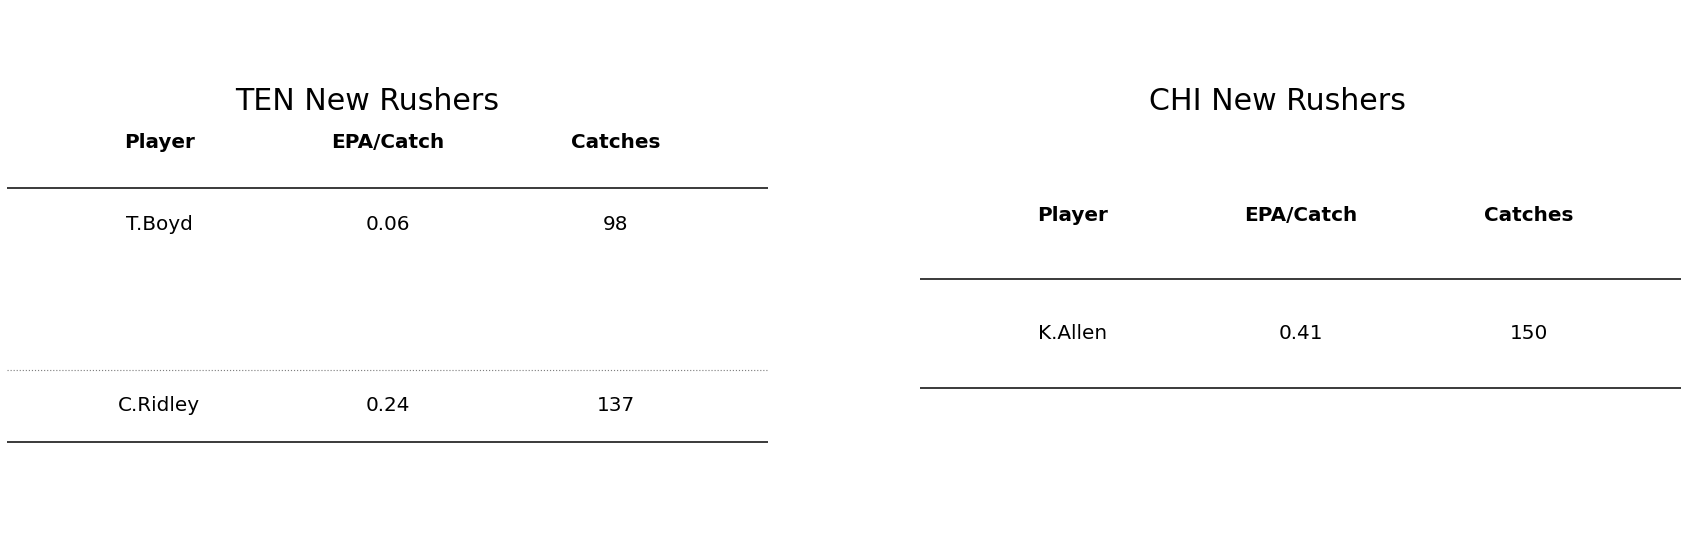 TEN New Rushers
Player EPA/Catch Catches
T.Boyd 0.06 98
C.Ridley 0.24 137
CHI New Rushers
Player EPA/Catch Catches
K.Allen 0.41 150